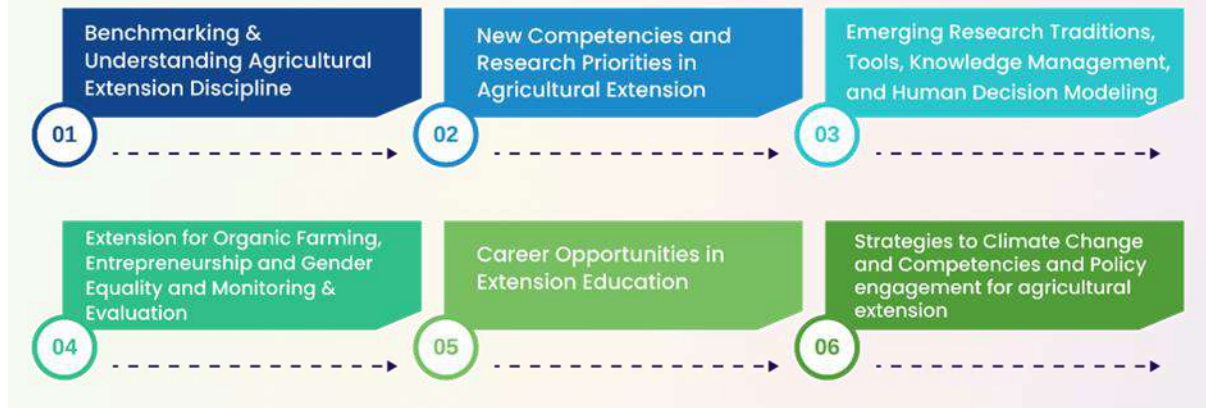 Benchmarking &
Understanding Agricultural
Extension Discipline
01
New Competencies and
Research Priorities in
Agricultural Extension
02
Emerging Research Traditions,
Tools, Knowledge Management,
and Human Decision Modeling
03
Extension for Organic Farming,
Entrepreneurship and Gender
Equality and Monitoring &
Evaluation
04
Career Opportunities in
Extension Education
05
Strategies to Climate Change
and Competencies and Policy
engagement for agricultural
extension
06